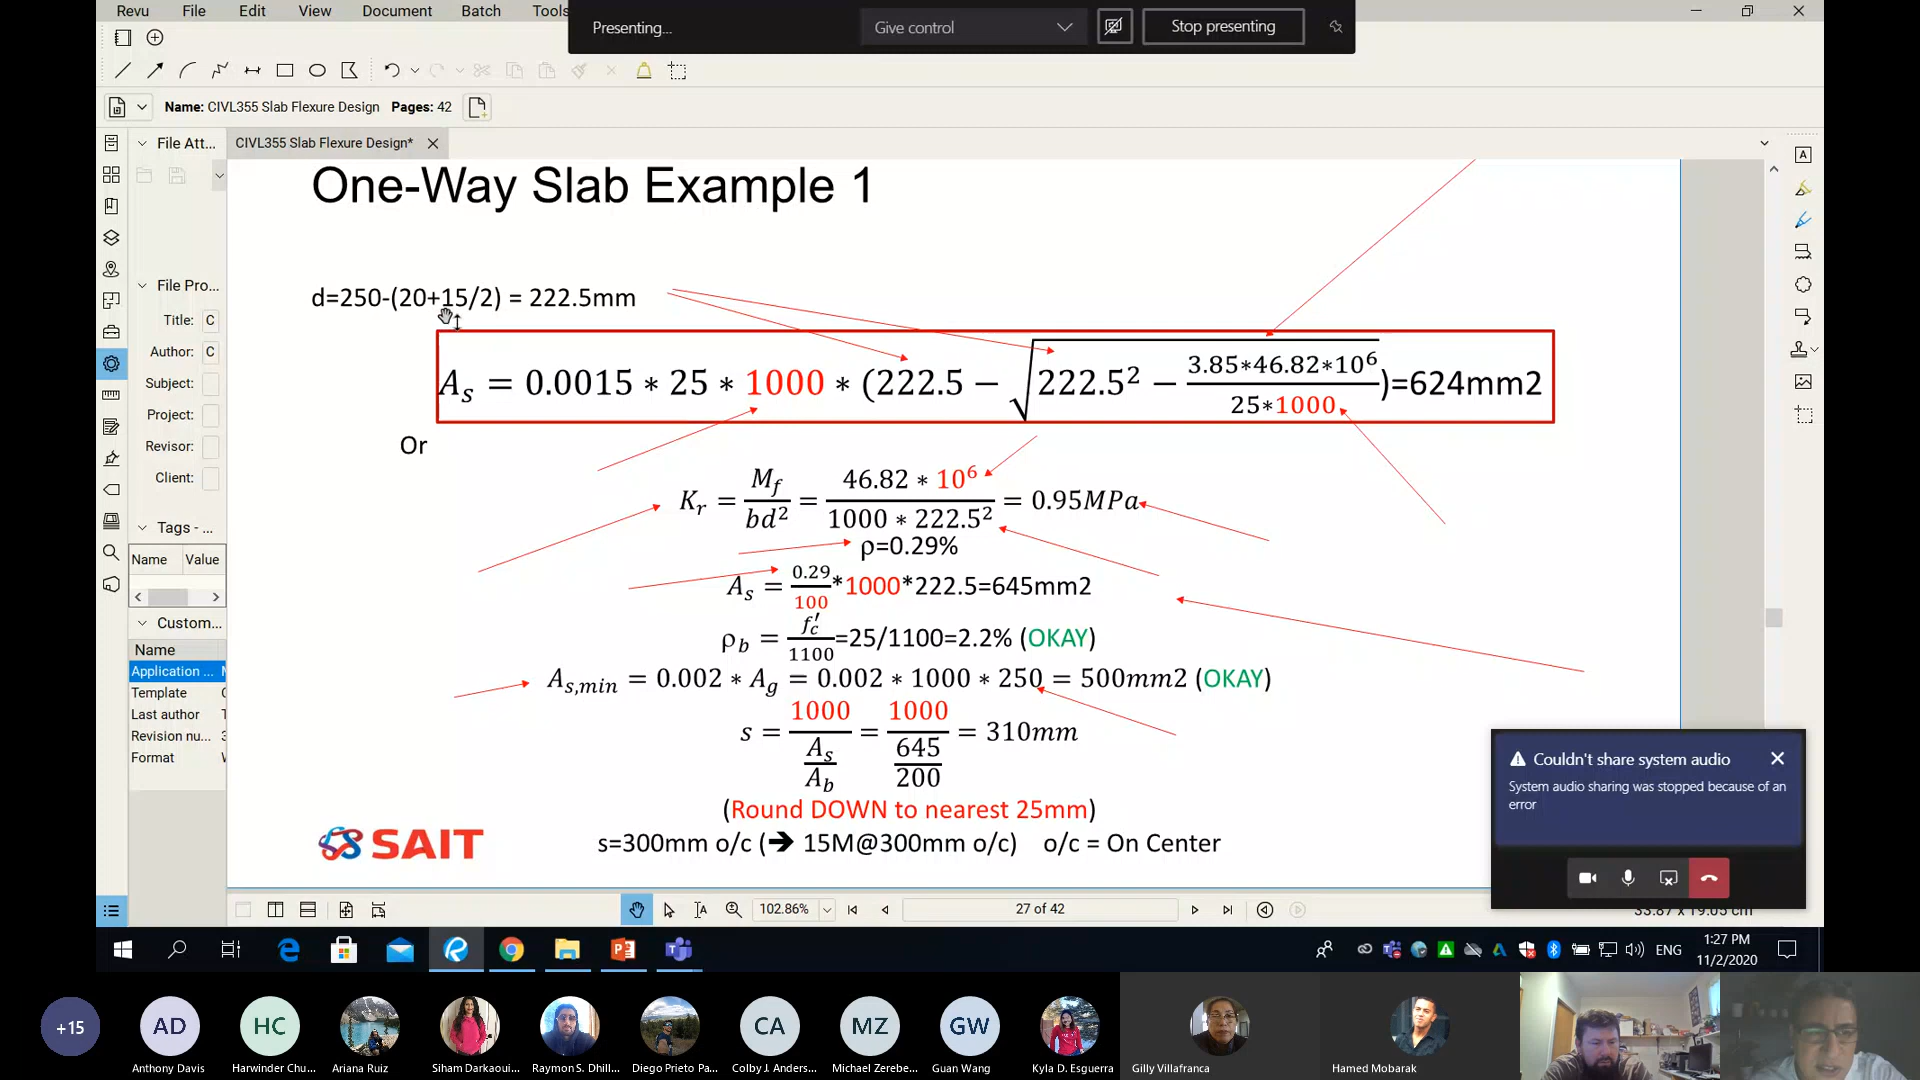 Revu File Edit View Document Batch Tools
Presenting... Give control Stop presenting
Name: CIVL355 Slab Flexure Design Pages: 42
File Att...
CIVL355 Slab Flexure Design*
One-Way Slab Example 1
File Pro...
Title: C
Author: C
Subject:
Project:
Revisor:
Client:
Tags - ...
Name Value
Custom...
Name
Application ...
Template
Last author
Revision nu... 3
Format
d=250-(20+15/2) = 222.5mm
A_s = 0.0015 * 25 * 1000 * (222.5 − √(222.5² − (3.85*46.82*10⁶)/(25*1000)))=624mm2
Or
K_r = M_f/bd² = (46.82 * 10⁶)/(1000 * 222.5²) = 0.95MPa
ρ=0.29%
A_s = 0.29/100*1000*222.5=645mm2
ρ_b = f′_c/1100=25/1100=2.2% (OKAY)
A_s,min = 0.002 * A_g = 0.002 * 1000 * 250 = 500mm2 (OKAY)
s = 1000/(A_s/A_b) = 1000/(645/200) = 310mm
(Round DOWN to nearest 25mm)
s=300mm o/c (➔ 15M@300mm o/c) o/c = On Center
SAIT
Couldn't share system audio
System audio sharing was stopped because of an
error
102.86% 27 of 42 33.87 x 19.05 cm
ENG
1:27 PM
11/2/2020
+15 AD HC CA MZ GW
Anthony Davis Harwinder Chu... Ariana Ruiz Siham Darkaoui... Raymon S. Dhill... Diego Prieto Pa... Colby J. Anders... Michael Zerebe... Guan Wang Kyla D. Esguerra Gilly Villafranca Hamed Mobarak